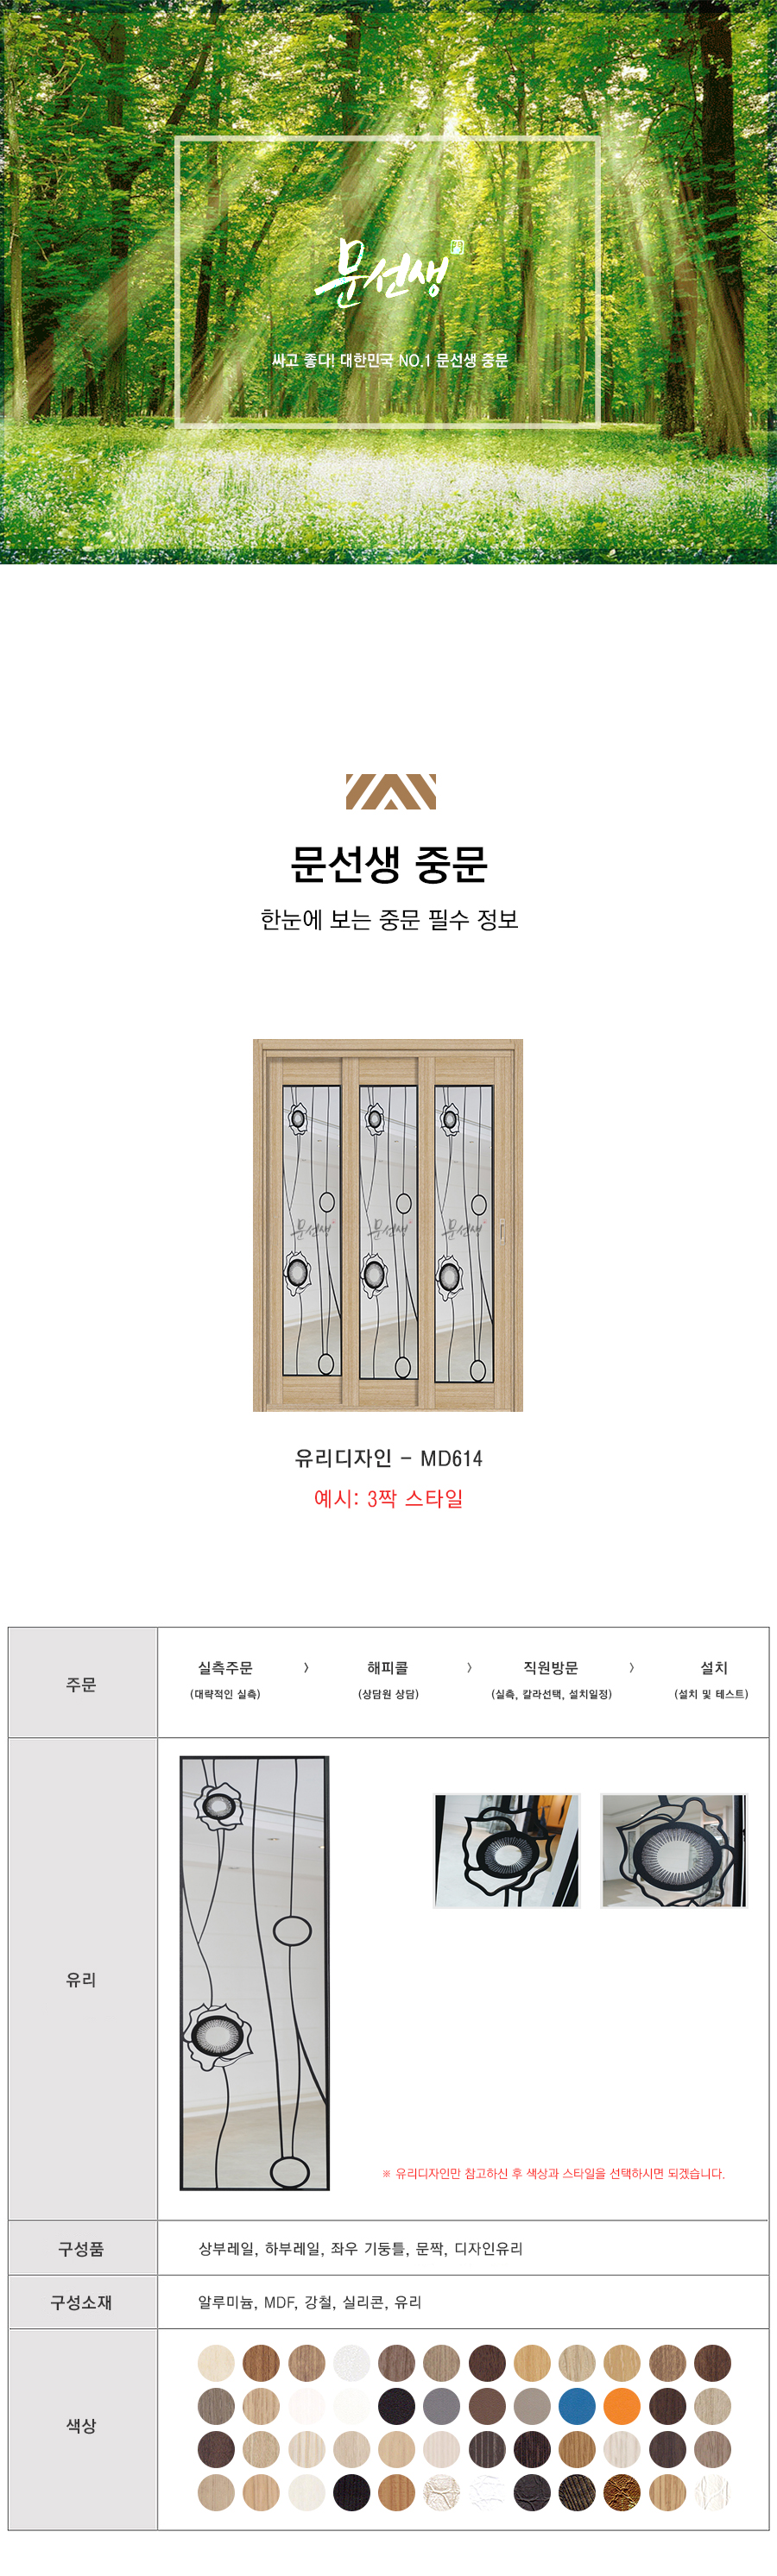 문선생
싸고 좋다! 대한민국 NO.1 문선생 중문
문선생 중문
한눈에 보는 중문 필수 정보
문선생 문선생 문선생
유리디자인 - MD614
예시: 3짝 스타일
주문
실측주문 > 해피콜 > 직원방문 > 설치
(대략적인 실측) (상담원 상담) (실측, 칼라선택, 설치일정) (설치 및 테스트)
유리
※ 유리디자인만 참고하신 후 색상과 스타일을 선택하시면 되겠습니다.
구성품
상부레일, 하부레일, 좌우 기둥틀, 문짝, 디자인유리
구성소재
알루미늄, MDF, 강철, 실리콘, 유리
색상